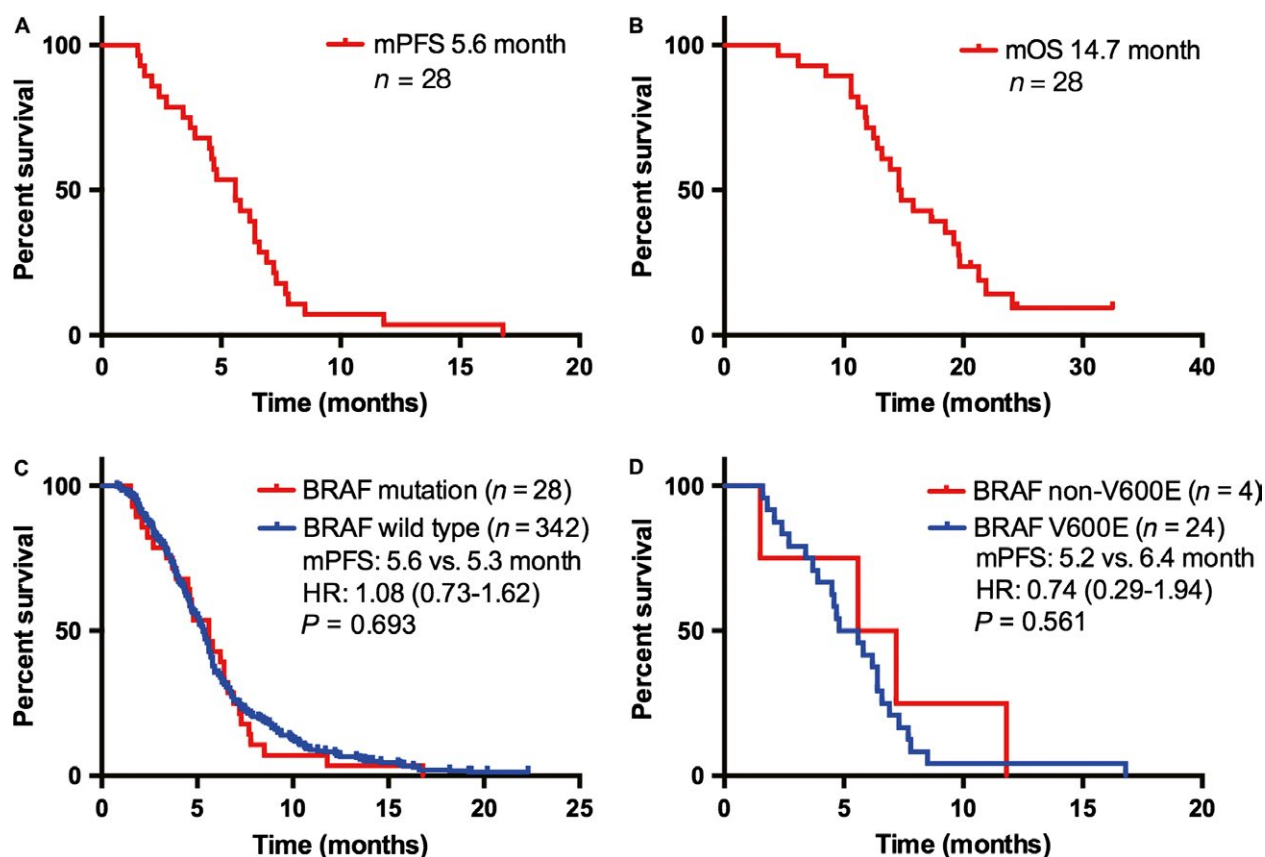 A
mPFS 5.6 month
n = 28
Percent survival
100
50
0
0 5 10 15 20
Time (months)
B
mOS 14.7 month
n = 28
Percent survival
100
50
0
0 10 20 30 40
Time (months)
C
BRAF mutation (n = 28)
BRAF wild type (n = 342)
mPFS: 5.6 vs. 5.3 month
HR: 1.08 (0.73-1.62)
P = 0.693
Percent survival
100
50
0
0 5 10 15 20 25
Time (months)
D
BRAF non-V600E (n = 4)
BRAF V600E (n = 24)
mPFS: 5.2 vs. 6.4 month
HR: 0.74 (0.29-1.94)
P = 0.561
Percent survival
100
50
0
0 5 10 15 20
Time (months)